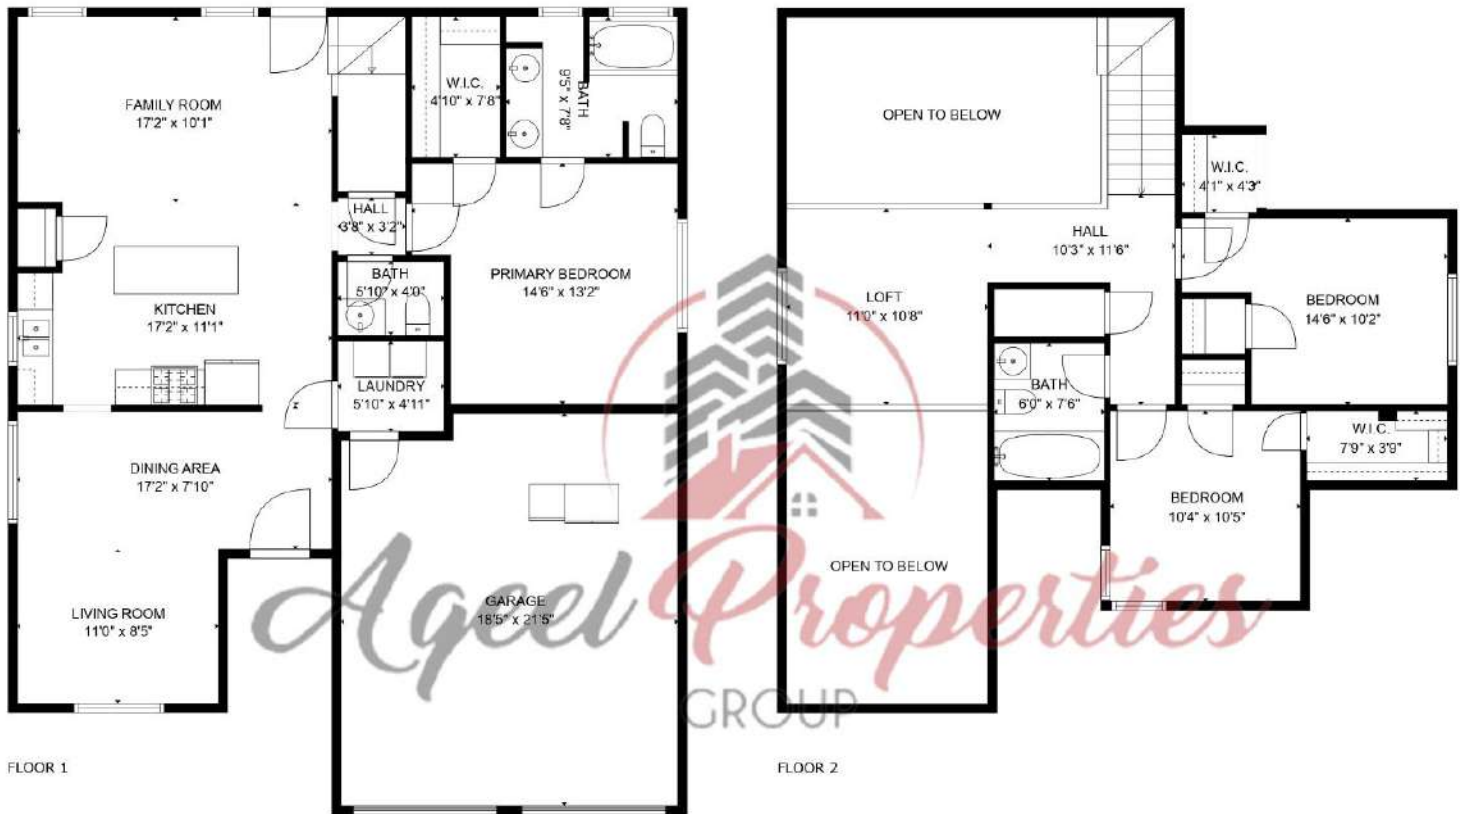 FAMILY ROOM
17'2" x 10'1"
W.I.C.
4'10" x 7'8"
BATH
9'5" x 7'8"
HALL
3'8" x 3'2"
BATH
5'10" x 4'0"
PRIMARY BEDROOM
14'6" x 13'2"
KITCHEN
17'2" x 11'1"
LAUNDRY
5'10" x 4'11"
DINING AREA
17'2" x 7'10"
LIVING ROOM
11'0" x 8'5"
GARAGE
18'5" x 21'5"
FLOOR 1
OPEN TO BELOW
W.I.C.
4'1" x 4'3"
HALL
10'3" x 11'6"
LOFT
11'0" x 10'8"
BEDROOM
14'6" x 10'2"
BATH
6'0" x 7'6"
W.I.C.
7'9" x 3'9"
BEDROOM
10'4" x 10'5"
OPEN TO BELOW
FLOOR 2
Aqeel Properties
GROUP